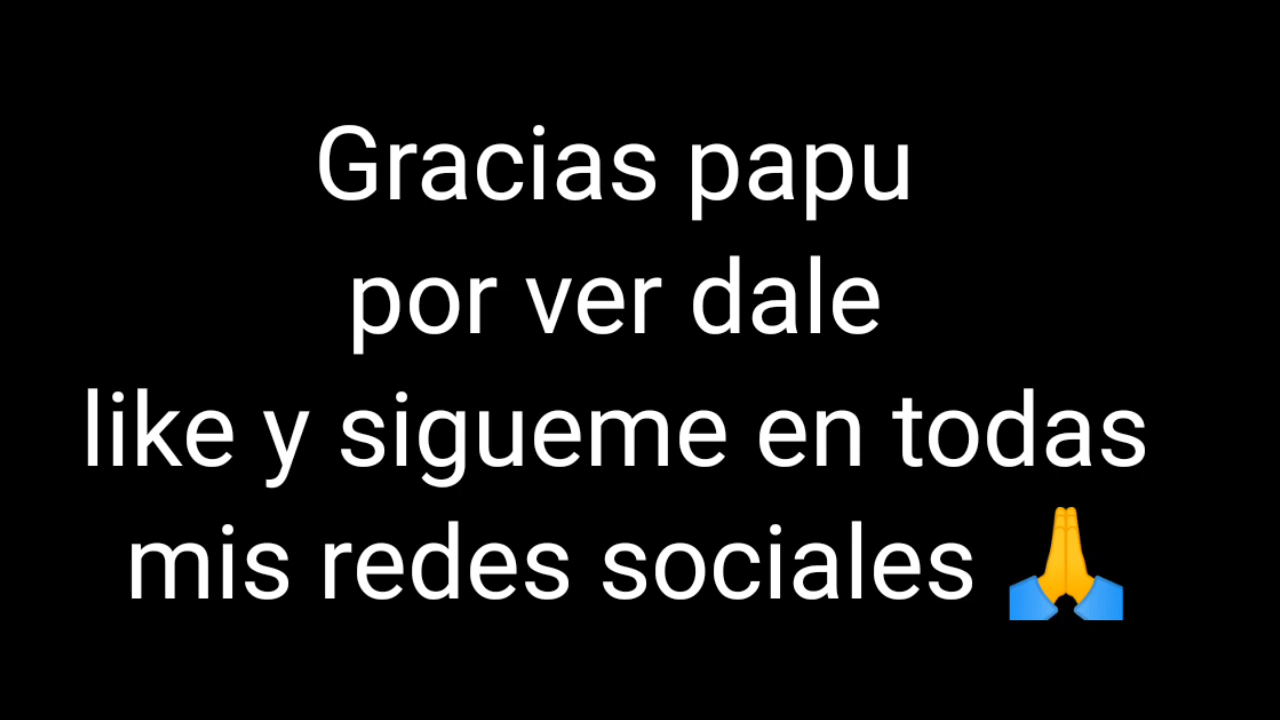 Gracias papu
por ver dale
like y sigueme en todas
mis redes sociales 🙏